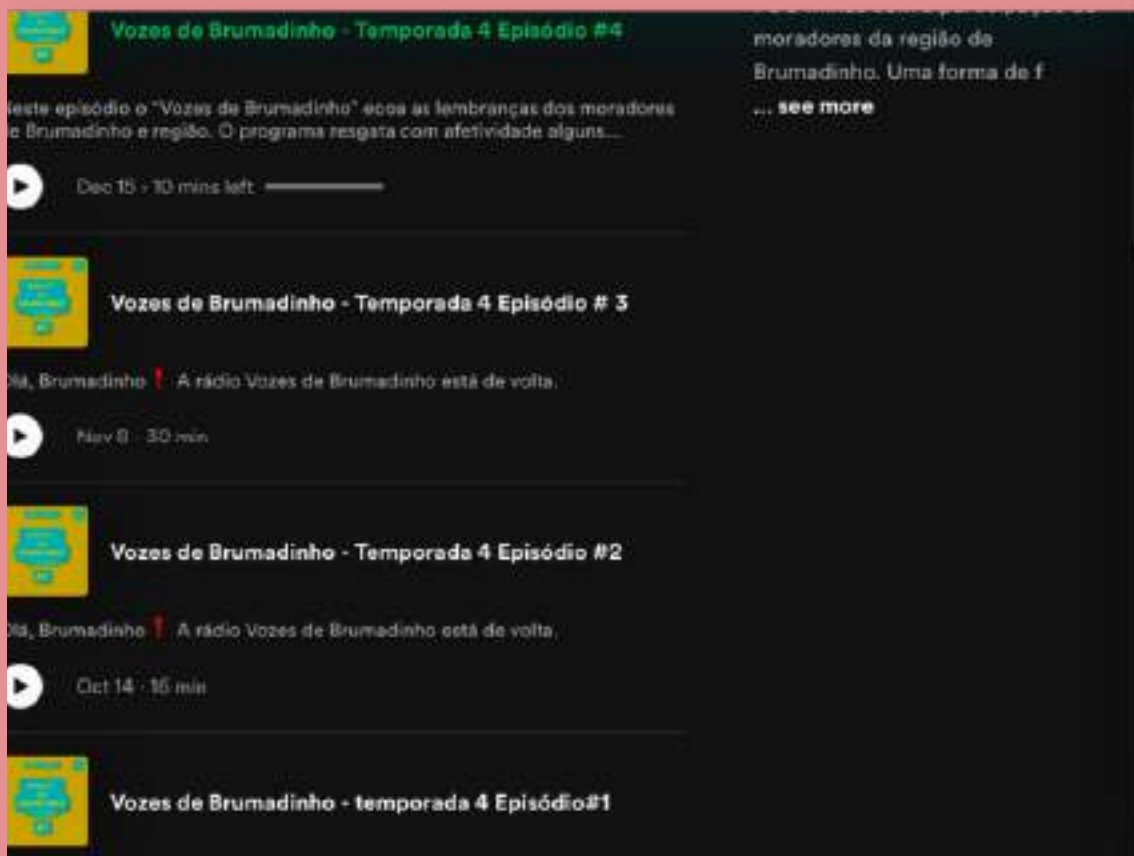 Vozes de Brumadinho - Temporada 4 Episódio #4
Neste episódio o "Vozes de Brumadinho" ecoa as lembranças dos moradores
de Brumadinho e região. O programa resgata com afetividade alguns...
Dec 15 · 10 mins left
Vozes de Brumadinho - Temporada 4 Episódio # 3
Olá, Brumadinho❗ A rádio Vozes de Brumadinho está de volta.
Nov 8 · 30 min
Vozes de Brumadinho - Temporada 4 Episódio #2
Olá, Brumadinho❗ A rádio Vozes de Brumadinho está de volta.
Oct 14 · 16 min
Vozes de Brumadinho - temporada 4 Episódio#1
moradores da região de
Brumadinho. Uma forma de f
... see more